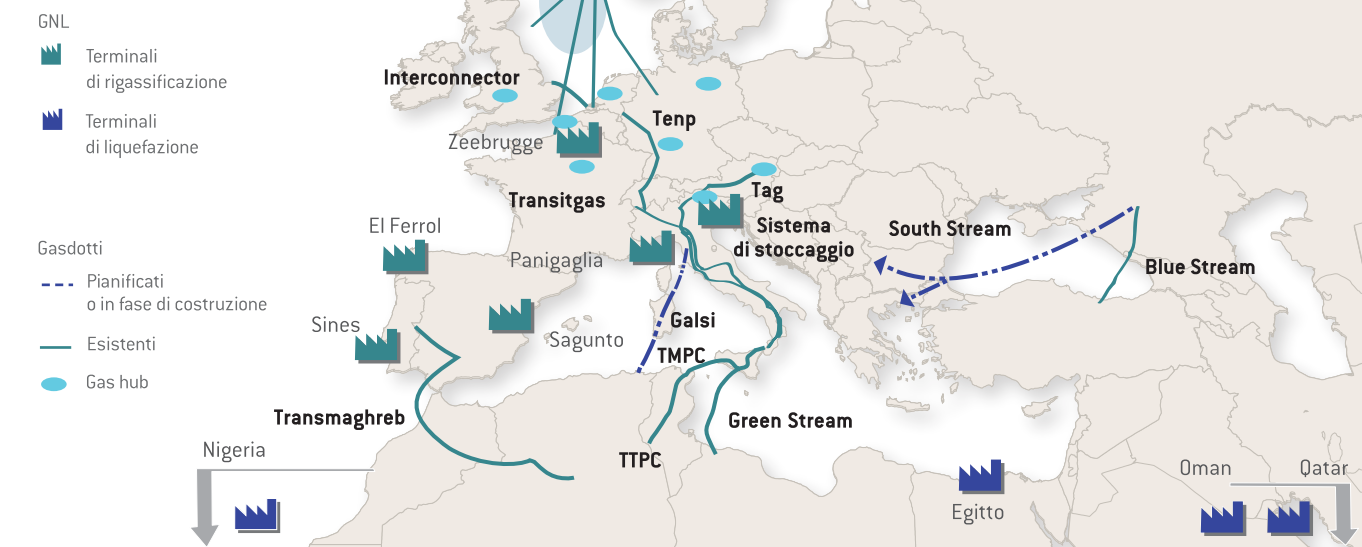 GNL
Terminali
di rigassificazione
Terminali
di liquefazione
Gasdotti
Pianificati
o in fase di costruzione
Esistenti
Gas hub
Interconnector
Zeebrugge
Tenp
Transitgas
Tag
Sistema
di stoccaggio
El Ferrol
Panigaglia
South Stream
Blue Stream
Sines
Sagunto
Galsi
TMPC
Transmaghreb
Green Stream
TTPC
Nigeria
Egitto
Oman
Qatar